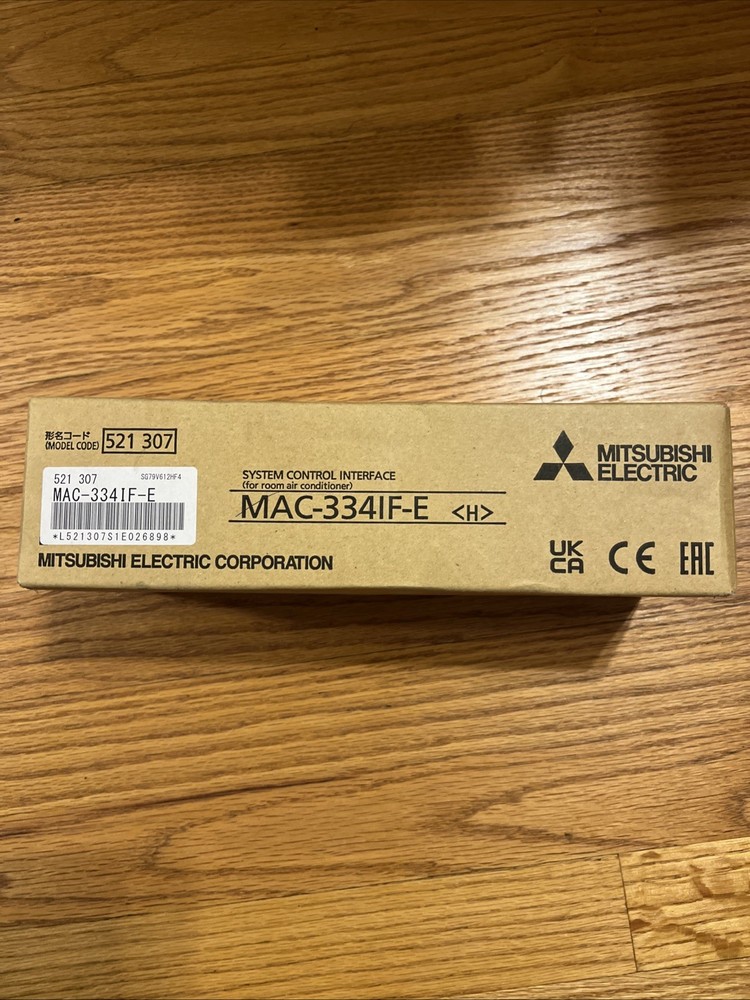 形名コード
(MODEL CODE) 521 307
521 307 SG79V612HF4
MAC-334IF-E
*L521307S1E026898*
MITSUBISHI ELECTRIC CORPORATION
SYSTEM CONTROL INTERFACE
(for room air conditioner)
MAC-334IF-E <H>
MITSUBISHI
ELECTRIC
UK
CA CE EAC